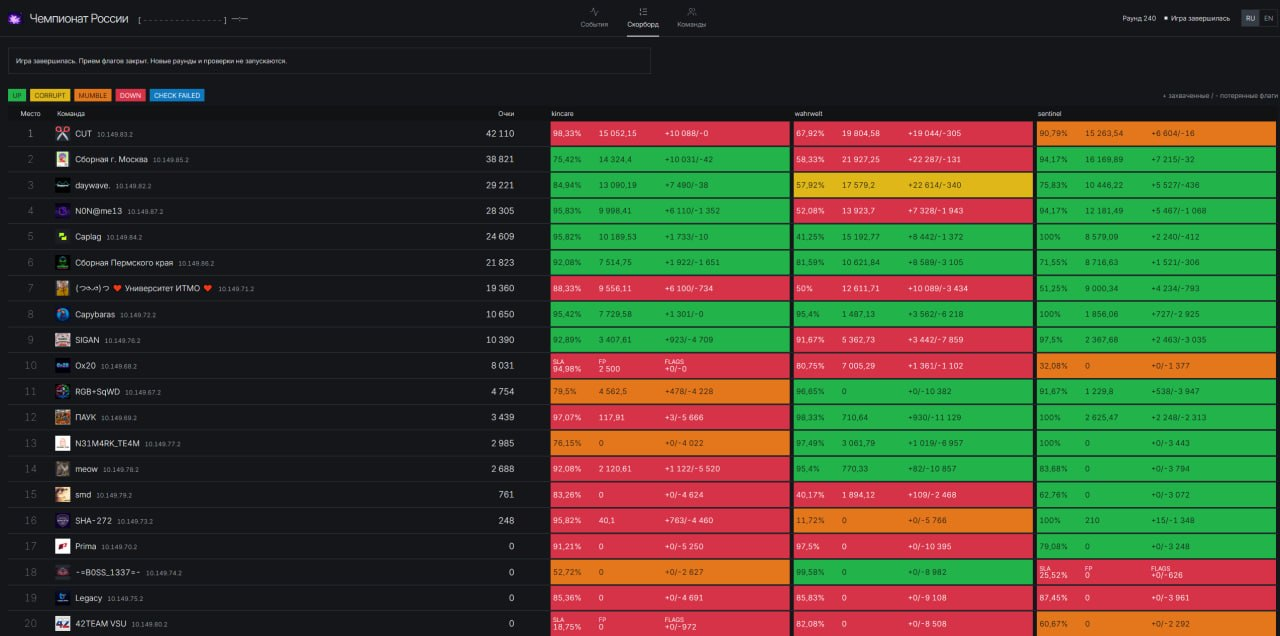 Чемпионат России [ - - - - - - - - - - - - - - ] —:—
События Скорборд Команды
Раунд 240 Игра завершилась RU EN
Игра завершилась. Прием флагов закрыт. Новые раунды и проверки не запускаются.
UP CORRUPT MUMBLE DOWN CHECK FAILED
+ захваченные / - потерянные флаги
Место Команда Очки kincare wahrwelt sentinel
1 CUT 10.149.83.2 42 110 98,33% 15 052,15 +10 088/-0 67,92% 19 804,58 +19 044/-305 90,79% 15 263,54 +6 604/-16
2 Сборная г. Москва 10.149.85.2 38 821 75,42% 14 324,4 +10 031/-42 58,33% 21 927,25 +22 287/-131 94,17% 16 169,89 +7 215/-32
3 daywave. 10.149.82.2 29 221 84,94% 13 090,19 +7 490/-38 57,92% 17 579,2 +22 614/-340 75,83% 10 446,22 +5 527/-436
4 N0N@me13 10.149.87.2 28 305 95,83% 9 998,41 +6 110/-1 352 52,08% 13 923,7 +7 328/-1 943 94,17% 12 181,49 +5 467/-1 068
5 Caplag 10.149.84.2 24 609 95,82% 10 189,53 +1 733/-10 41,25% 15 192,77 +8 442/-1 372 100% 8 579,09 +2 240/-412
6 Сборная Пермского края 10.149.86.2 21 823 92,08% 7 514,75 +1 922/-1 651 81,59% 10 621,84 +8 589/-3 105 71,55% 8 716,63 +1 521/-306
7 ❤️ Университет ИТМО ❤️ 10.149.71.2 19 360 88,33% 9 556,11 +6 100/-734 50% 12 611,71 +10 089/-3 434 51,25% 9 000,34 +4 234/-793
8 Capybaras 10.149.72.2 10 650 95,42% 7 729,58 +1 301/-0 95,4% 1 487,13 +3 562/-6 218 100% 1 856,06 +727/-2 925
9 SIGAN 10.149.76.2 10 390 92,89% 3 407,61 +923/-4 709 91,67% 5 362,73 +3 442/-7 859 97,5% 2 367,68 +2 463/-3 035
10 Ox20 10.149.68.2 8 031 SLA 94,98% FP 2 500 FLAGS +0/-0 80,75% 7 005,29 +1 361/-1 102 32,08% 0 +0/-1 377
11 RGB+SqWD 10.149.67.2 4 754 79,5% 4 562,5 +478/-4 228 96,65% 0 +0/-10 382 91,67% 1 229,8 +538/-3 947
12 ПАУК 10.149.69.2 3 439 97,07% 117,91 +3/-5 666 98,33% 710,64 +930/-11 129 100% 2 625,47 +2 248/-2 313
13 N31M4RK_TE4M 10.149.77.2 2 985 76,15% 0 +0/-4 022 97,49% 3 061,79 +1 019/-6 957 100% 0 +0/-3 443
14 meow 10.149.78.2 2 688 92,08% 2 120,61 +1 122/-5 520 95,4% 770,33 +82/-10 857 83,68% 0 +0/-3 794
15 smd 10.149.79.2 761 83,26% 0 +0/-4 624 40,17% 1 894,12 +109/-2 468 62,76% 0 +0/-3 072
16 SHA-272 10.149.73.2 248 95,82% 40,1 +763/-4 460 11,72% 0 +0/-5 766 100% 210 +15/-1 348
17 Prima 10.149.70.2 0 91,21% 0 +0/-5 250 97,5% 0 +0/-10 395 79,08% 0 +0/-3 248
18 -=B0SS_1337=- 10.149.74.2 0 52,72% 0 +0/-2 627 99,58% 0 +0/-8 982 SLA 25,52% FP 0 FLAGS +0/-626
19 Legacy 10.149.75.2 0 85,36% 0 +0/-4 691 85,83% 0 +0/-9 108 87,45% 0 +0/-3 961
20 42TEAM VSU 10.149.80.2 0 SLA 18,75% FP 0 FLAGS +0/-972 82,08% 0 +0/-8 508 60,67% 0 +0/-2 292